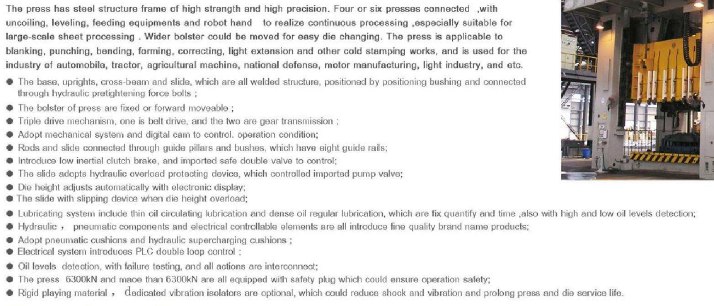 The press has steel structure frame of high strength and high precision. Four or six presses connected ,with
uncoiling, leveling, feeding equipments and robot hand to realize continuous processing ,especially suitable for
large-scale sheet processing . Wider bolster could be moved for easy die changing. The press is applicable to
blanking, punching, bending, forming, correcting, light extension and other cold stamping works, and is used for the
industry of automobile, tractor, agricultural machine, national defense, motor manufacturing, light industry, and etc.
● The base, uprights, cross-beam and slide, which are all welded structure, positioned by positioning bushing and connected
through hydraulic pretightening force bolts ;
● The bolster of press are fixed or forward moveable ;
● Triple drive mechanism, one is belt drive, and the two are gear transmission ;
● Adopt mechanical system and digital cam to control. operation condition;
● Rods and slide connected through guide pillars and bushes, which have eight guide rails;
● Introduce low inertial clutch brake, and imported safe double valve to control;
● The slide adopts hydraulic overload protecting device, which controlled imported pump valve;
● Die height adjusts automatically with electronic display;
● The slide with slipping device when die height overload;
● Lubricating system include thin oil circulating lubrication and dense oil regular lubrication, which are fix quantify and time ,also with high and low oil levels detection;
● Hydraulic ， pneumatic components and electrical controllable elements are all introduce fine quality brand name products;
● Adopt pneumatic cushions and hydraulic supercharging cushions ;
● Electrical system introduces PLC double loop control ;
● Oil levels detection, with failure testing, and all actions are interconnect;
● The press 6300kN and mace than 6300kN are all equipped with safety plug which could ensure operation safety;
● Rigid playing material ， dedicated vibration isolators are optional, which could reduce shock and vibration and prolong press and die service life.